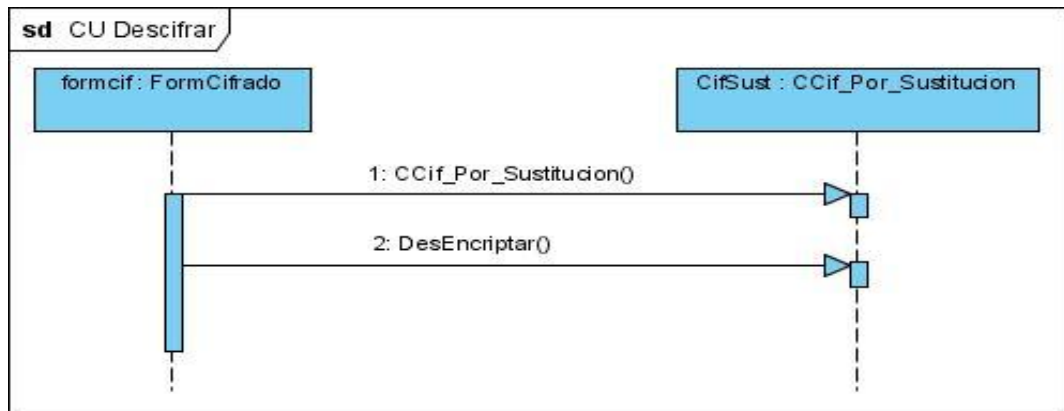 sd CU Descifrar
formcif : FormCifrado
CifSust : CCif_Por_Sustitucion
1: CCif_Por_Sustitucion()
2: DesEncriptar()